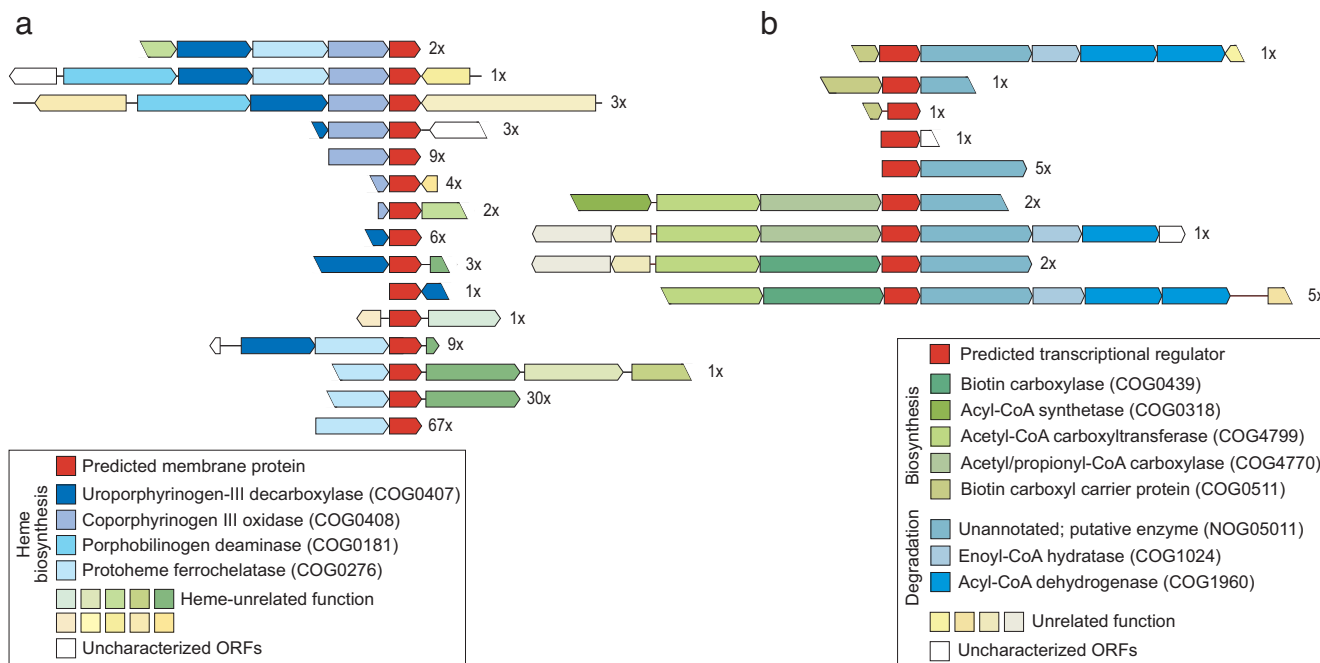 a
2x
1x
3x
3x
9x
4x
2x
6x
3x
1x
1x
9x
1x
30x
67x
Heme biosynthesis
Predicted membrane protein
Uroporphyrinogen-III decarboxylase (COG0407)
Coporphyrinogen III oxidase (COG0408)
Porphobilinogen deaminase (COG0181)
Protoheme ferrochelatase (COG0276)
Heme-unrelated function
Uncharacterized ORFs
b
1x
1x
1x
1x
5x
2x
1x
2x
5x
Biosynthesis
Predicted transcriptional regulator
Biotin carboxylase (COG0439)
Acyl-CoA synthetase (COG0318)
Acetyl-CoA carboxyltransferase (COG4799)
Acetyl/propionyl-CoA carboxylase (COG4770)
Biotin carboxyl carrier protein (COG0511)
Degradation
Unannotated; putative enzyme (NOG05011)
Enoyl-CoA hydratase (COG1024)
Acyl-CoA dehydrogenase (COG1960)
Unrelated function
Uncharacterized ORFs